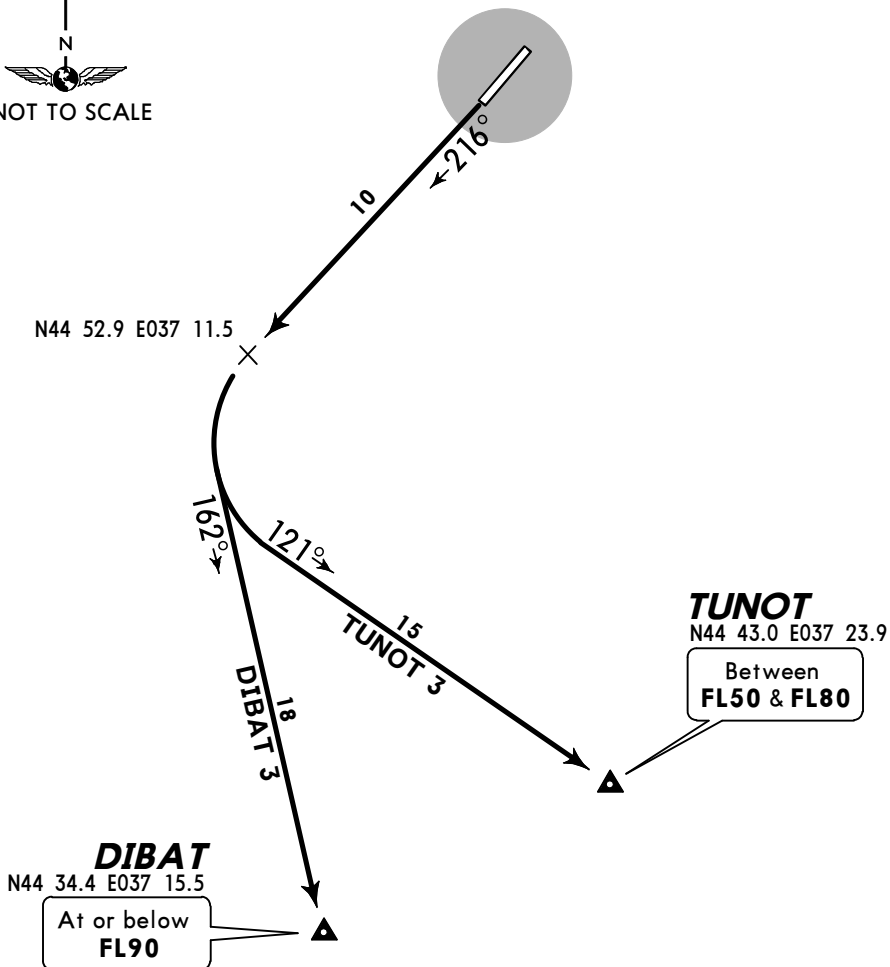 N
NOT TO SCALE
216°
10
N44 52.9 E037 11.5
162°
121°
15
TUNOT 3
TUNOT
N44 43.0 E037 23.9
Between
FL50 & FL80
18
DIBAT 3
DIBAT
N44 34.4 E037 15.5
At or below
FL90